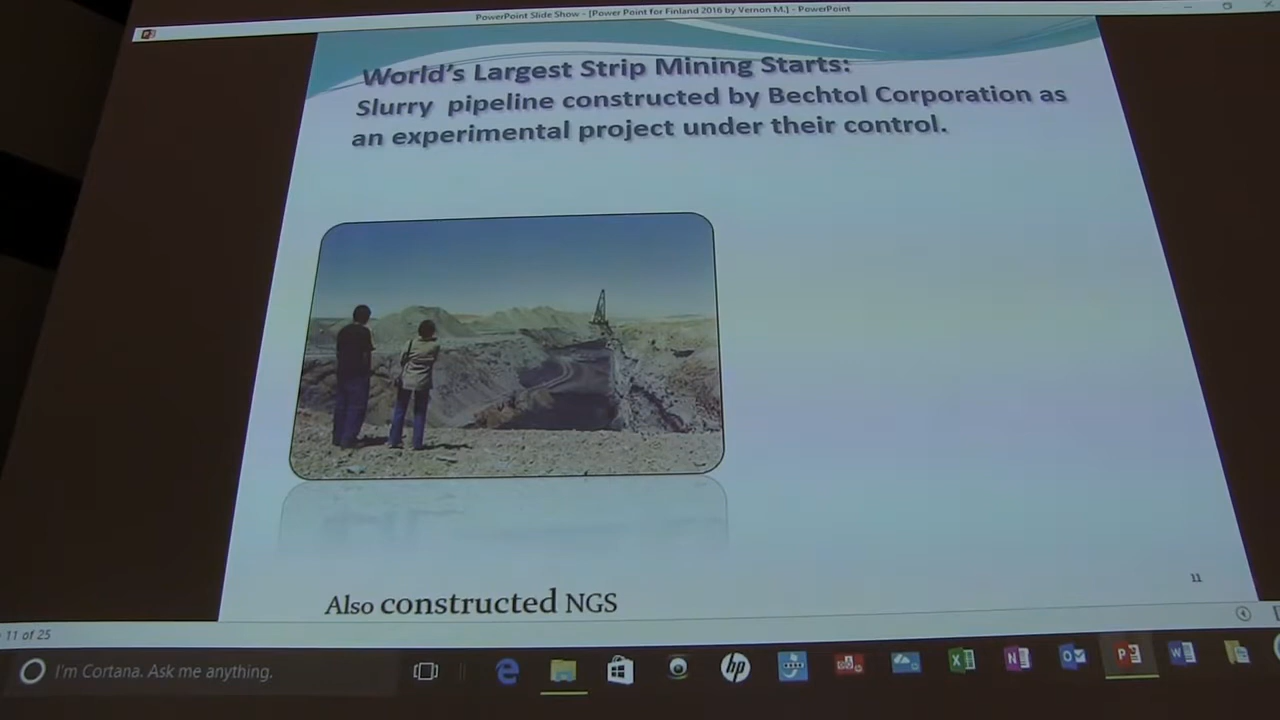 PowerPoint Slide Show - [Power Point for Finland 2016 by Vernon M.] - PowerPoint
World's Largest Strip Mining Starts:
Slurry pipeline constructed by Bechtol Corporation as
an experimental project under their control.
Also constructed NGS
11
11 of 25
I'm Cortana. Ask me anything.
hp